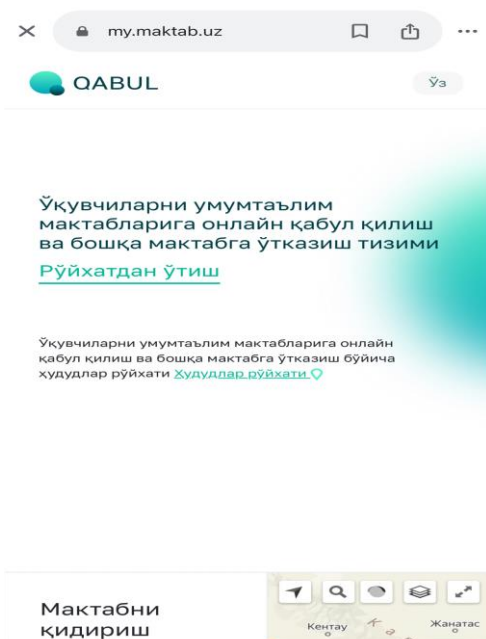 my.maktab.uz
QABUL
Ўз
Ўқувчиларни умумтаълим
мактабларига онлайн қабул қилиш
ва бошқа мактабга ўтказиш тизими
Рўйхатдан ўтиш
Ўқувчиларни умумтаълим мактабларига онлайн
қабул қилиш ва бошқа мактабга ўтказиш бўйича
ҳудудлар рўйхати Ҳудудлар рўйхати
Мактабни
қидириш
Кентау
Жанатас
К а